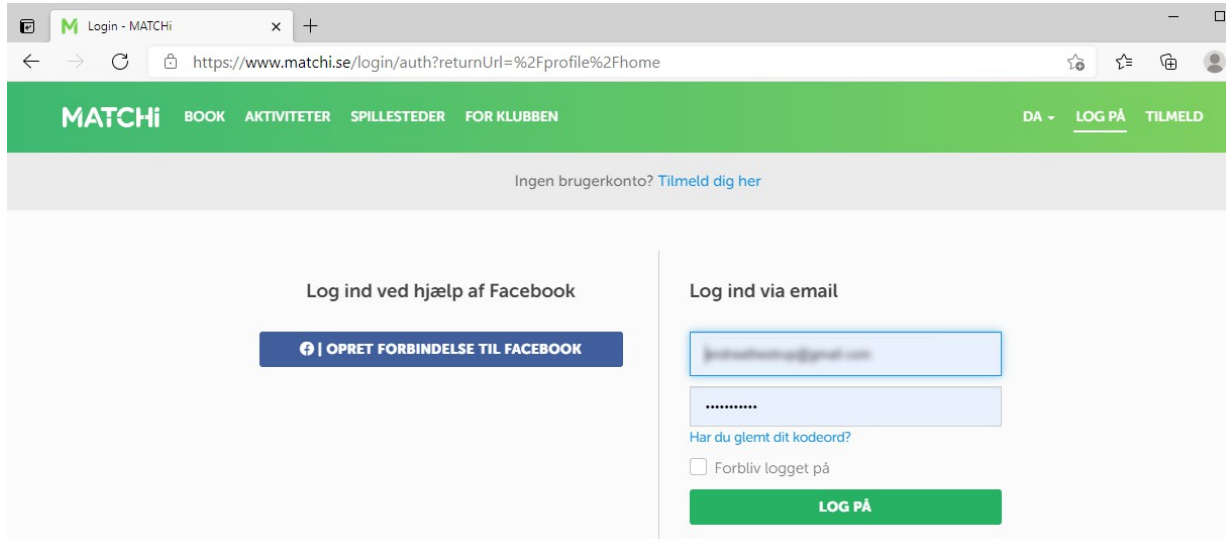 Login - MATCHi
https://www.matchi.se/login/auth?returnUrl=%2Fprofile%2Fhome
MATCHi BOOK AKTIVITETER SPILLESTEDER FOR KLUBBEN DA LOG PÅ TILMELD
Ingen brugerkonto? Tilmeld dig her
Log ind ved hjælp af Facebook
OPRET FORBINDELSE TIL FACEBOOK
Log ind via email
Har du glemt dit kodeord?
Forbliv logget på
LOG PÅ